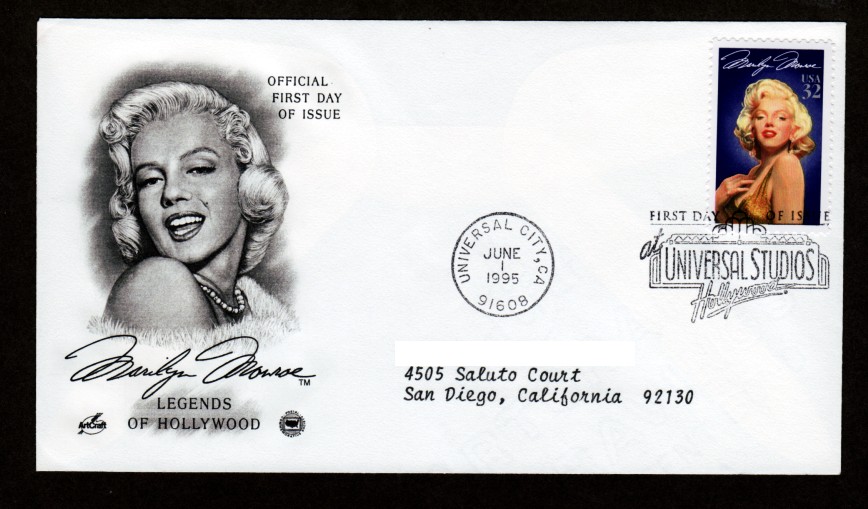 OFFICIAL
FIRST DAY
OF ISSUE
Marilyn Monroe
USA
32
FIRST DAY OF ISSUE
at
UNIVERSAL STUDIOS
Hollywood
UNIVERSAL CITY, CA
JUNE
1
1995
91608
4505 Saluto Court
San Diego, California 92130
Marilyn Monroe TM
LEGENDS
OF HOLLYWOOD
ArtCraft